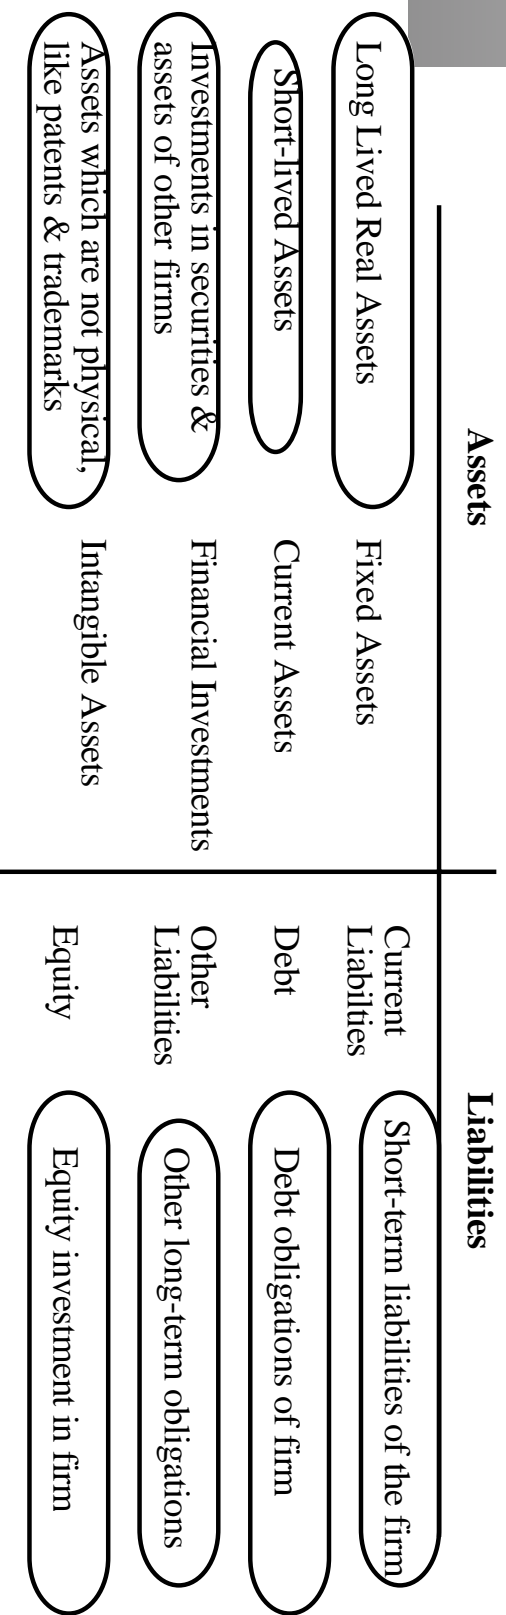 Assets
Liabilities
Long Lived Real Assets
Fixed Assets
Current
Liabilties
Short-term liabilities of the firm
Short-lived Assets
Current Assets
Debt
Debt obligations of firm
Investments in securities &
assets of other firms
Financial Investments
Other
Liabilities
Other long-term obligations
Assets which are not physical,
like patents & trademarks
Intangible Assets
Equity
Equity investment in firm